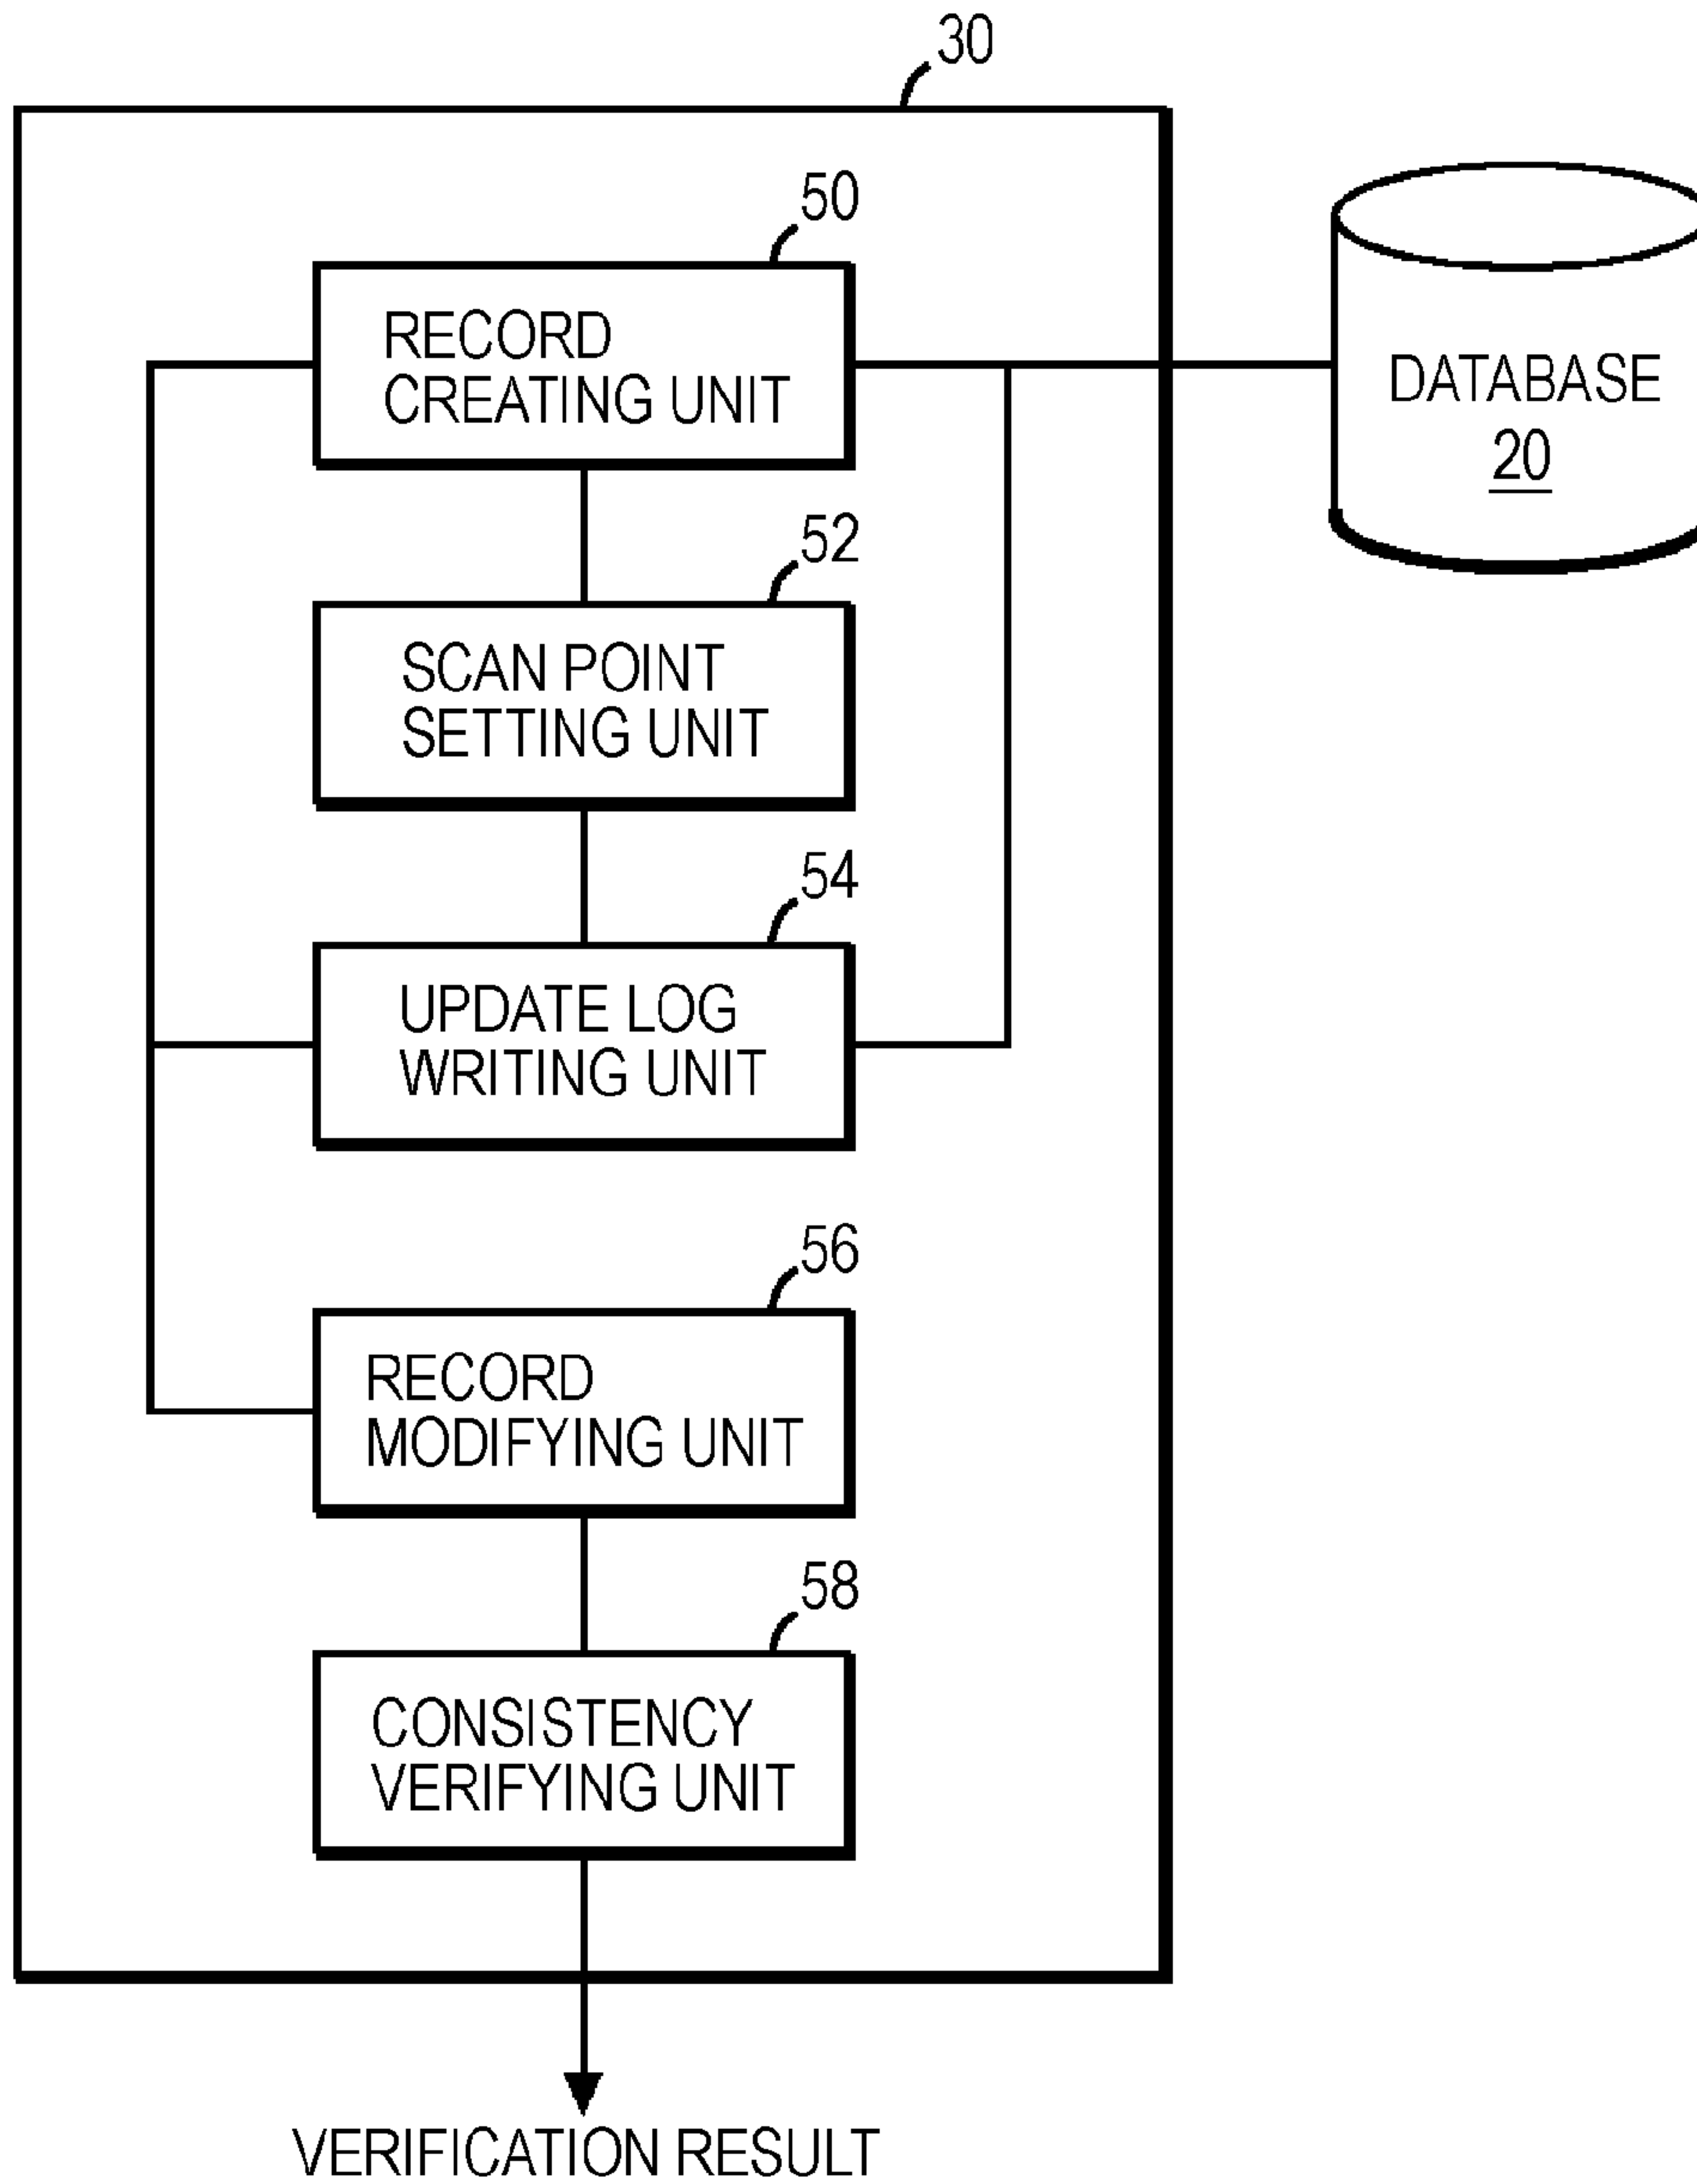 30
50
RECORD
CREATING UNIT
DATABASE
20
52
SCAN POINT
SETTING UNIT
54
UPDATE LOG
WRITING UNIT
56
RECORD
MODIFYING UNIT
58
CONSISTENCY
VERIFYING UNIT
VERIFICATION RESULT